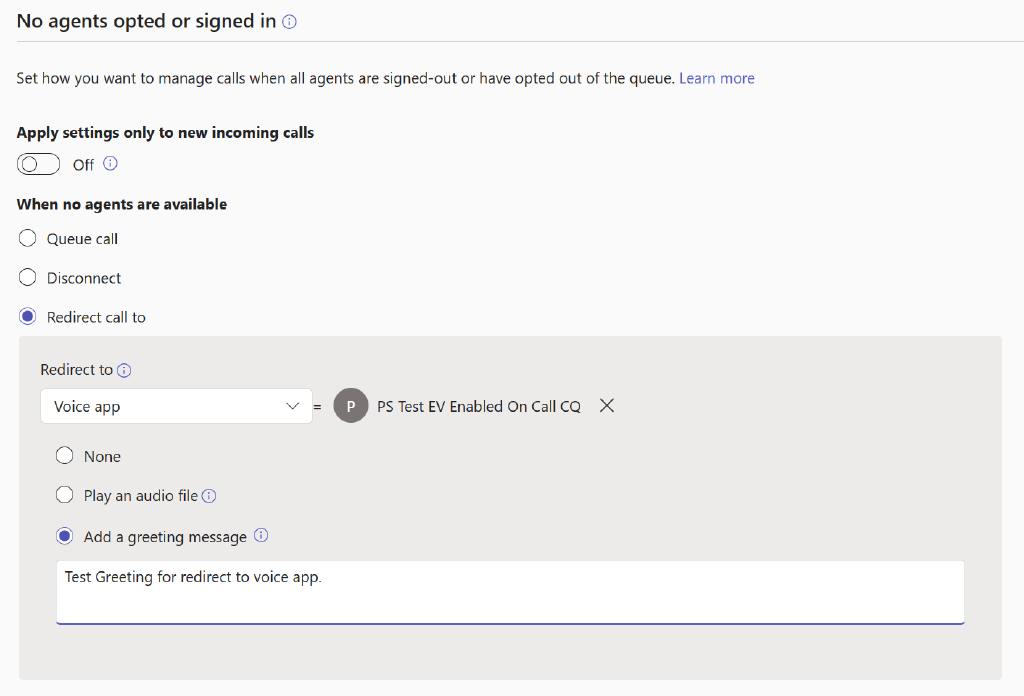 No agents opted or signed in
Set how you want to manage calls when all agents are signed-out or have opted out of the queue. Learn more
Apply settings only to new incoming calls
Off
When no agents are available
Queue call
Disconnect
Redirect call to
Redirect to
Voice app = P PS Test EV Enabled On Call CQ
None
Play an audio file
Add a greeting message
Test Greeting for redirect to voice app.